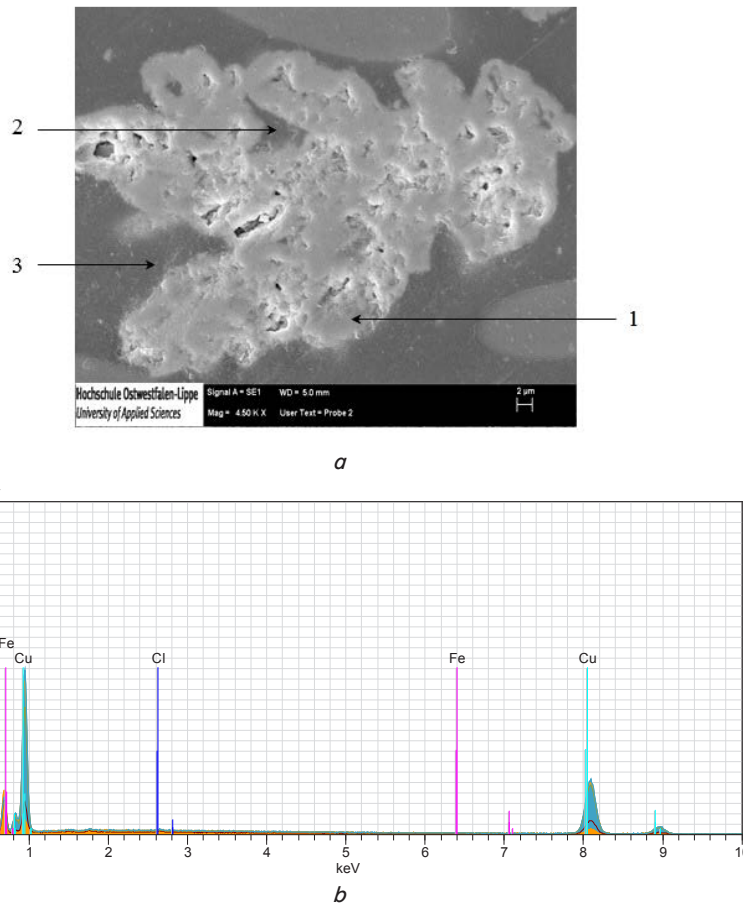 2
3
1
Hochschule Ostwestfalen-Lippe
University of Applied Sciences
Signal A = SE1 WD = 5.0 mm
Mag = 4.50 K X User Text = Probe 2
2 µm
a
Fe
Cu
Cl
Fe
Cu
1 2 3 4 5 6 7 8 9 10
keV
b